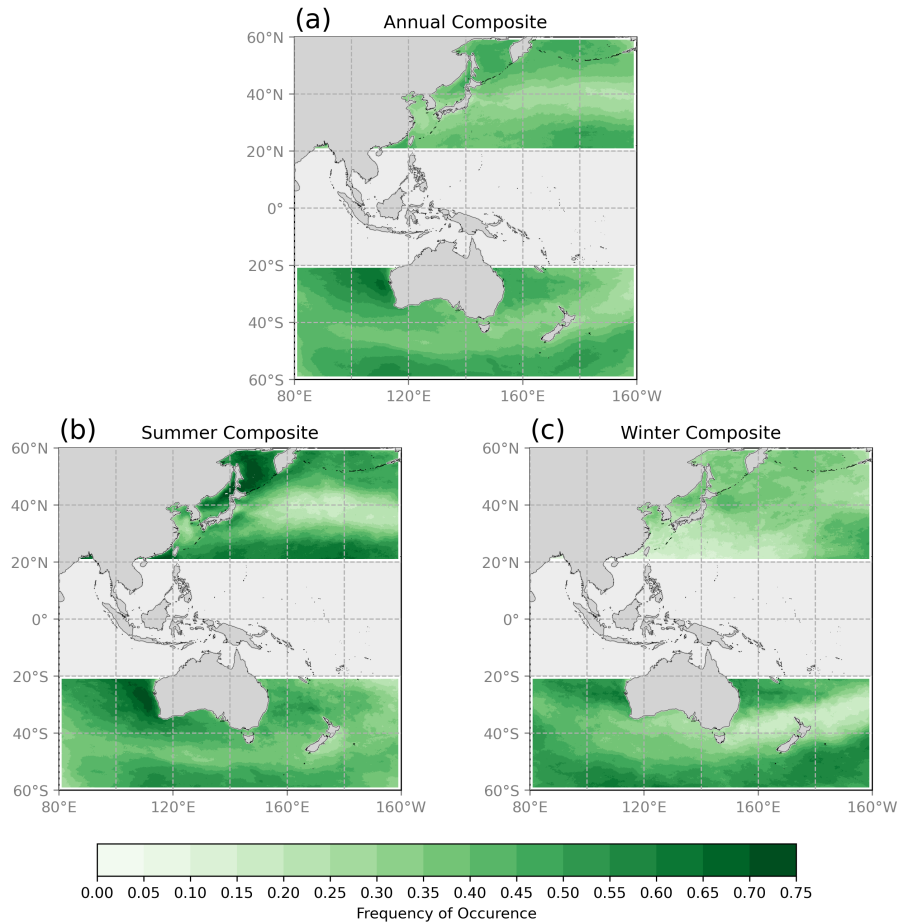 (a) Annual Composite
60°N
40°N
20°N
0°
20°S
40°S
60°S
80°E 120°E 160°E 160°W
(b) Summer Composite (c) Winter Composite
60°N 60°N
40°N 40°N
20°N 20°N
0° 0°
20°S 20°S
40°S 40°S
60°S 60°S
80°E 120°E 160°E 160°W 80°E 120°E 160°E 160°W
0.00 0.05 0.10 0.15 0.20 0.25 0.30 0.35 0.40 0.45 0.50 0.55 0.60 0.65 0.70 0.75
Frequency of Occurence